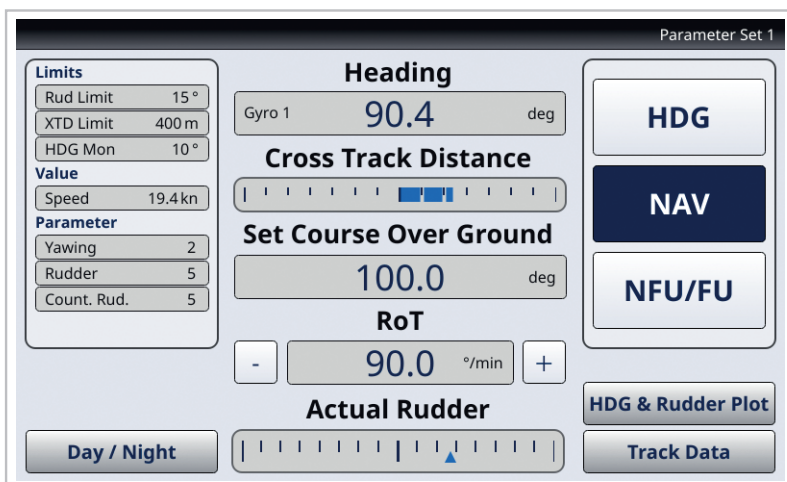 Parameter Set 1
Limits
Rud Limit 15°
XTD Limit 400 m
HDG Mon 10°
Value
Speed 19.4 kn
Parameter
Yawing 2
Rudder 5
Count. Rud. 5
Day / Night
Heading
Gyro 1 90.4 deg
Cross Track Distance
Set Course Over Ground
100.0 deg
RoT
- 90.0 °/min +
Actual Rudder
HDG
NAV
NFU/FU
HDG & Rudder Plot
Track Data